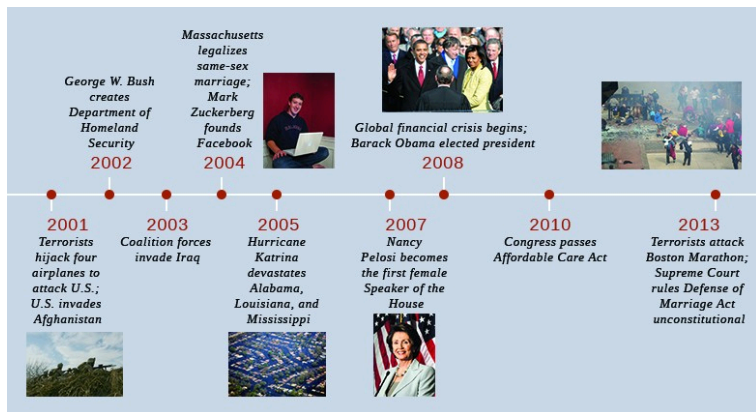 George W. Bush
creates
Department of
Homeland
Security
2002
Massachusetts
legalizes
same-sex
marriage;
Mark
Zuckerberg
founds
Facebook
2004
Global financial crisis begins;
Barack Obama elected president
2008
2001
Terrorists
hijack four
airplanes to
attack U.S.;
U.S. invades
Afghanistan
2003
Coalition forces
invade Iraq
2005
Hurricane
Katrina
devastates
Alabama,
Louisiana, and
Mississippi
2007
Nancy
Pelosi becomes
the first female
Speaker of the
House
2010
Congress passes
Affordable Care Act
2013
Terrorists attack
Boston Marathon;
Supreme Court
rules Defense of
Marriage Act
unconstitutional